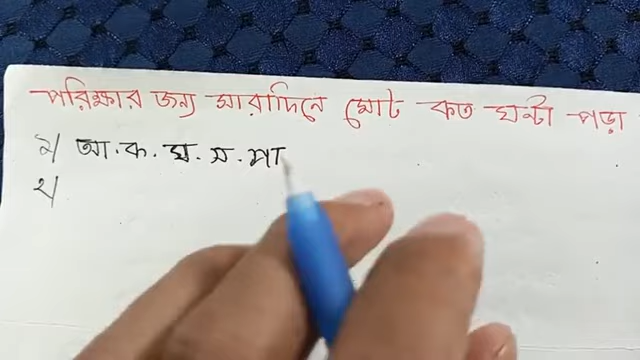 পরিক্ষার জন্য সারাদিনে মোট কত ঘন্টা পড়া
১/ আ.ক.ঘ.ম.পা
২/